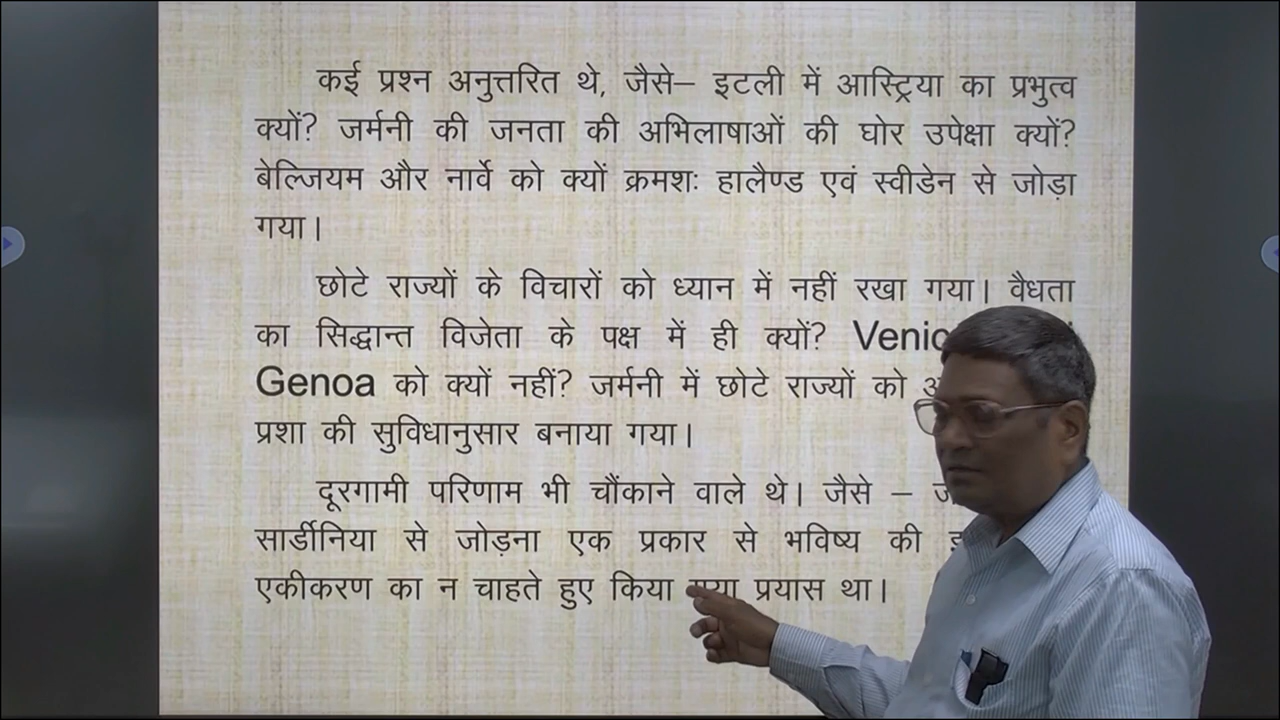 कई प्रश्न अनुत्तरित थे, जैसे– इटली में आस्ट्रिया का प्रभुत्व
क्यों? जर्मनी की जनता की अभिलाषाओं की घोर उपेक्षा क्यों?
बेल्जियम और नार्वे को क्यों क्रमशः हालैण्ड एवं स्वीडेन से जोड़ा
गया।
छोटे राज्यों के विचारों को ध्यान में नहीं रखा गया। वैधता
का सिद्धान्त विजेता के पक्ष में ही क्यों?
Genoa को क्यों नहीं? जर्मनी में छोटे राज्यों को
प्रशा की सुविधानुसार बनाया गया।
दूरगामी परिणाम भी चौंकाने वाले थे। जैसे –
सार्डीनिया से जोड़ना एक प्रकार से भविष्य की
एकीकरण का न चाहते हुए किया गया प्रयास था।